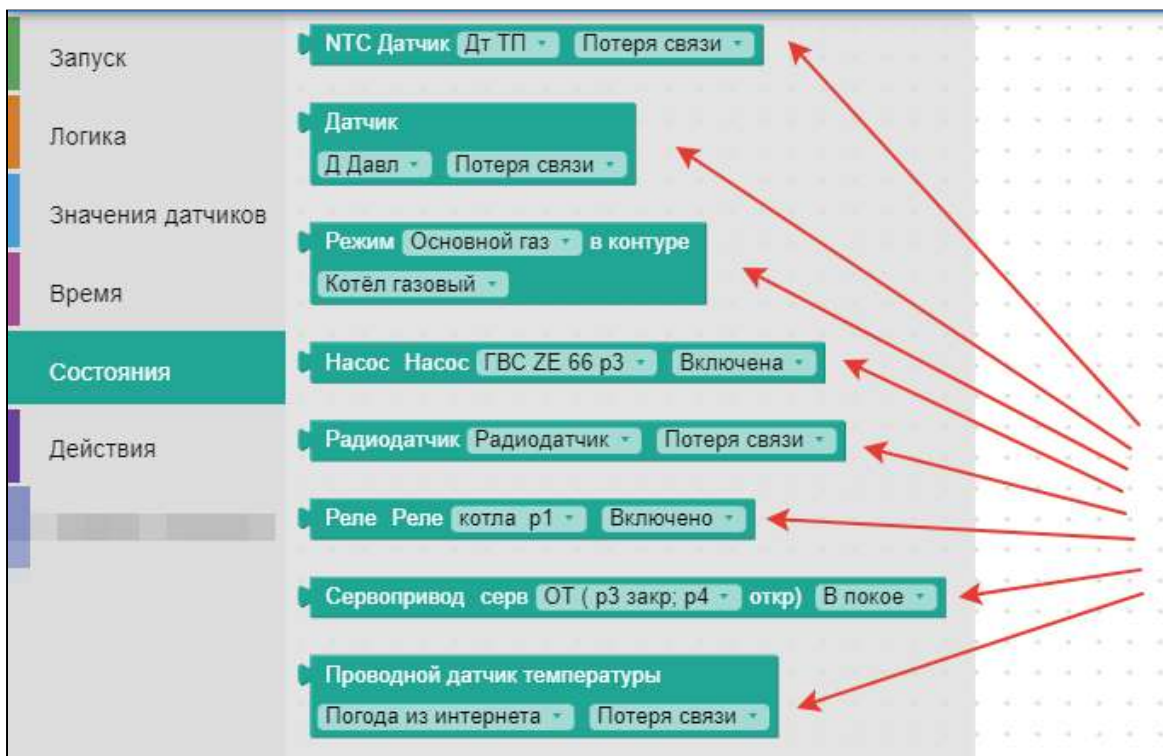 Запуск
Логика
Значения датчиков
Время
Состояния
Действия
NTC Датчик Дт ТП Потеря связи
Датчик
Д Давл Потеря связи
Режим Основной газ в контуре
Котёл газовый
Насос Насос ГВС ZE 66 р3 Включена
Радиодатчик Радиодатчик Потеря связи
Реле Реле котла р1 Включено
Сервопривод серв ОТ ( р3 закр; р4 откр) В покое
Проводной датчик температуры
Погода из интернета Потеря связи